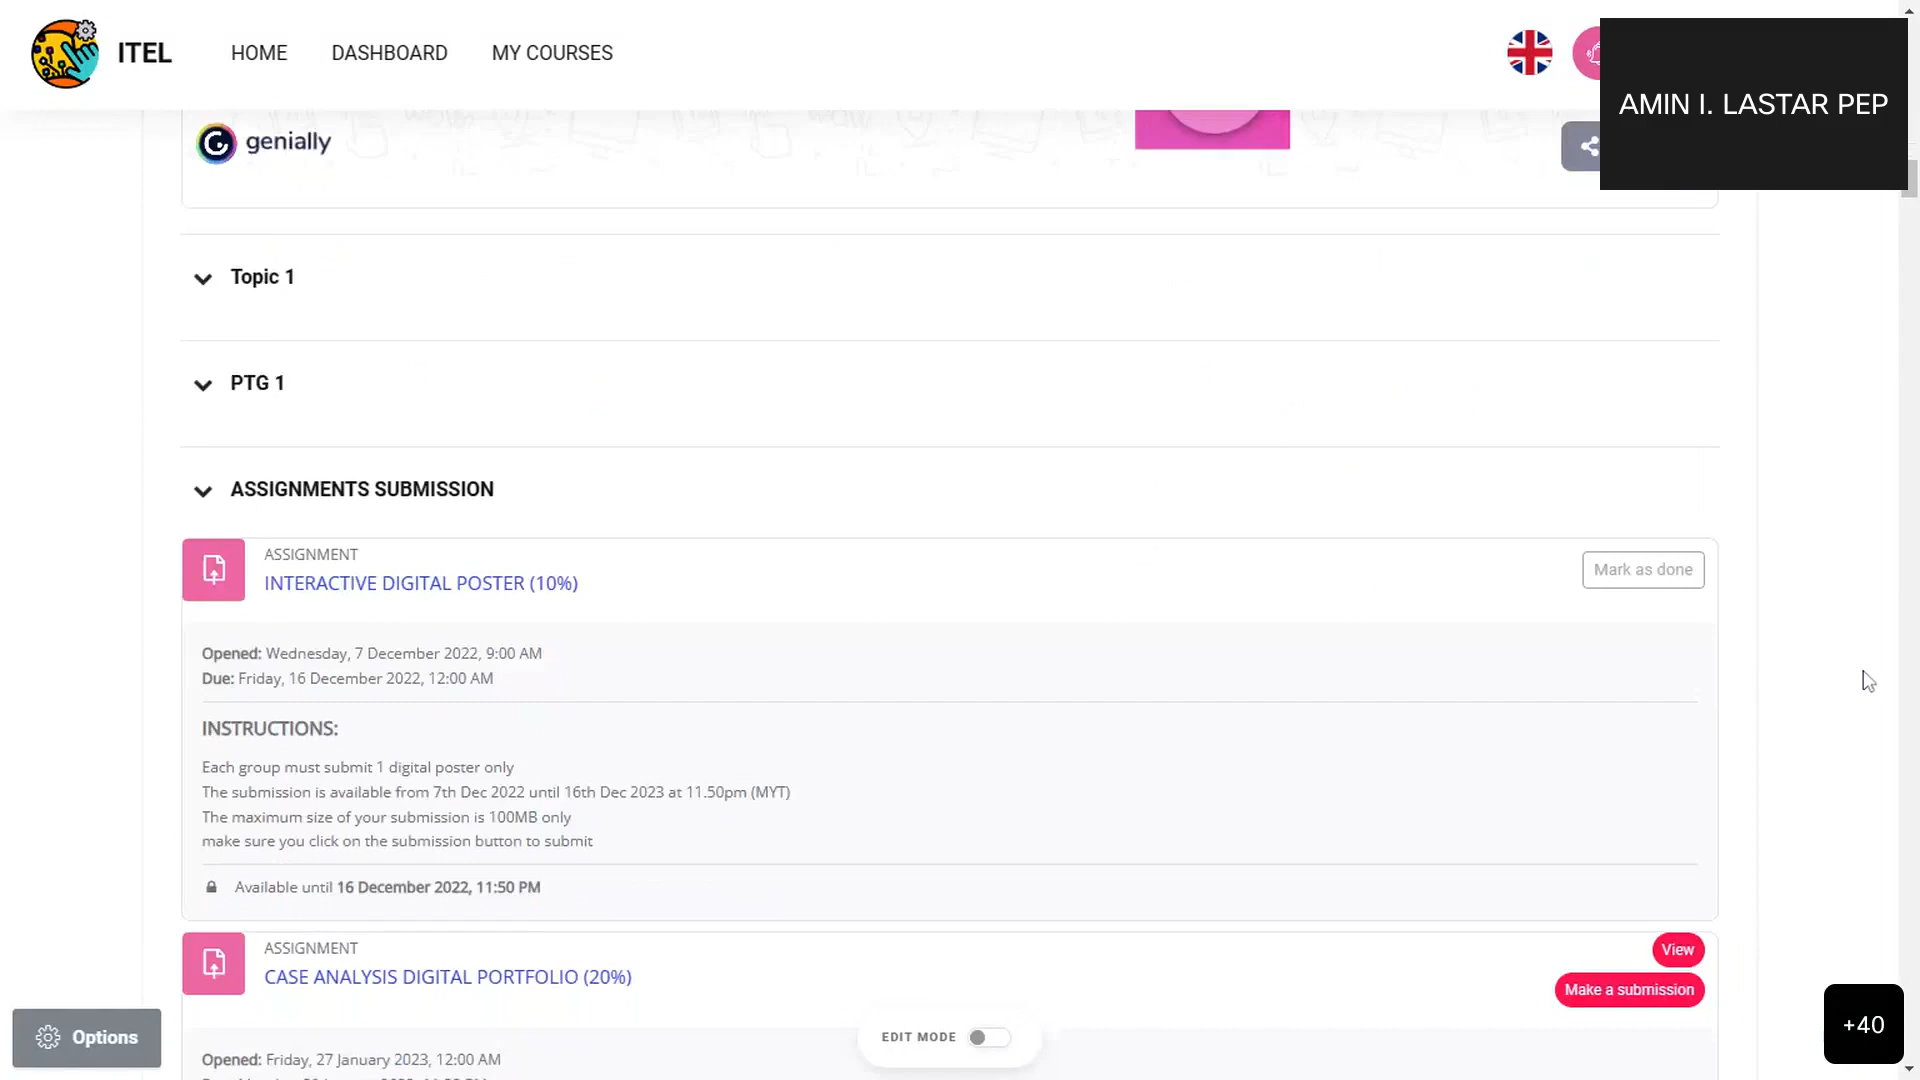 ITEL
HOME
DASHBOARD
MY COURSES
AMIN I. LASTAR PEP
genially
Topic 1
PTG 1
ASSIGNMENTS SUBMISSION
ASSIGNMENT
INTERACTIVE DIGITAL POSTER (10%)
Mark as done
Opened: Wednesday, 7 December 2022, 9:00 AM
Due: Friday, 16 December 2022, 12:00 AM
INSTRUCTIONS:
Each group must submit 1 digital poster only
The submission is available from 7th Dec 2022 until 16th Dec 2023 at 11.50pm (MYT)
The maximum size of your submission is 100MB only
make sure you click on the submission button to submit
Available until 16 December 2022, 11:50 PM
ASSIGNMENT
CASE ANALYSIS DIGITAL PORTFOLIO (20%)
View
Make a submission
Options
EDIT MODE
+40
Opened: Friday, 27 January 2023, 12:00 AM